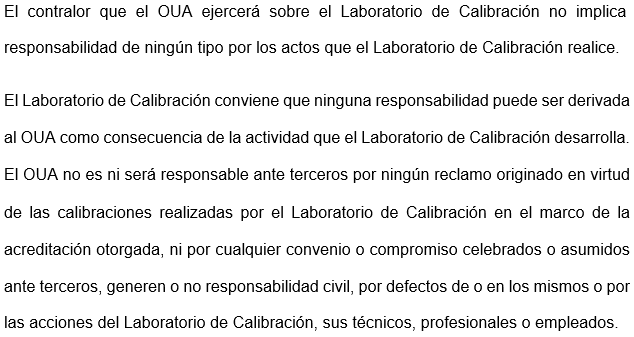 El contralor que el OUA ejercerá sobre el Laboratorio de Calibración no implica
responsabilidad de ningún tipo por los actos que el Laboratorio de Calibración realice.
El Laboratorio de Calibración conviene que ninguna responsabilidad puede ser derivada
al OUA como consecuencia de la actividad que el Laboratorio de Calibración desarrolla.
El OUA no es ni será responsable ante terceros por ningún reclamo originado en virtud
de las calibraciones realizadas por el Laboratorio de Calibración en el marco de la
acreditación otorgada, ni por cualquier convenio o compromiso celebrados o asumidos
ante terceros, generen o no responsabilidad civil, por defectos de o en los mismos o por
las acciones del Laboratorio de Calibración, sus técnicos, profesionales o empleados.